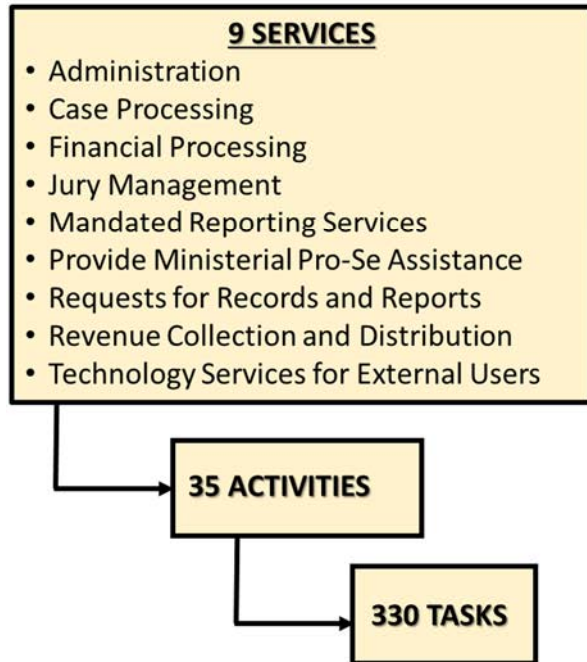 9 SERVICES
• Administration
• Case Processing
• Financial Processing
• Jury Management
• Mandated Reporting Services
• Provide Ministerial Pro-Se Assistance
• Requests for Records and Reports
• Revenue Collection and Distribution
• Technology Services for External Users
35 ACTIVITIES
330 TASKS